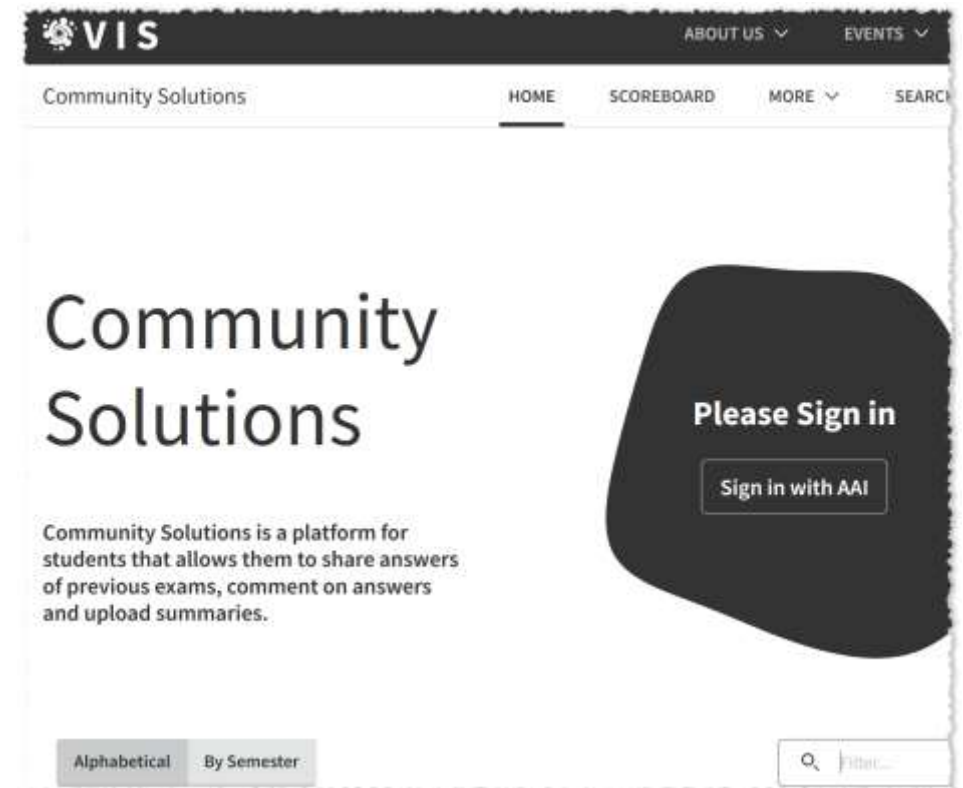 VIS ABOUT US EVENTS
Community Solutions HOME SCOREBOARD MORE
Community
Solutions
Please Sign in
Sign in with AAI
Community Solutions is a platform for
students that allows them to share answers
of previous exams, comment on answers
and upload summaries.
Alphabetical By Semester Filter...